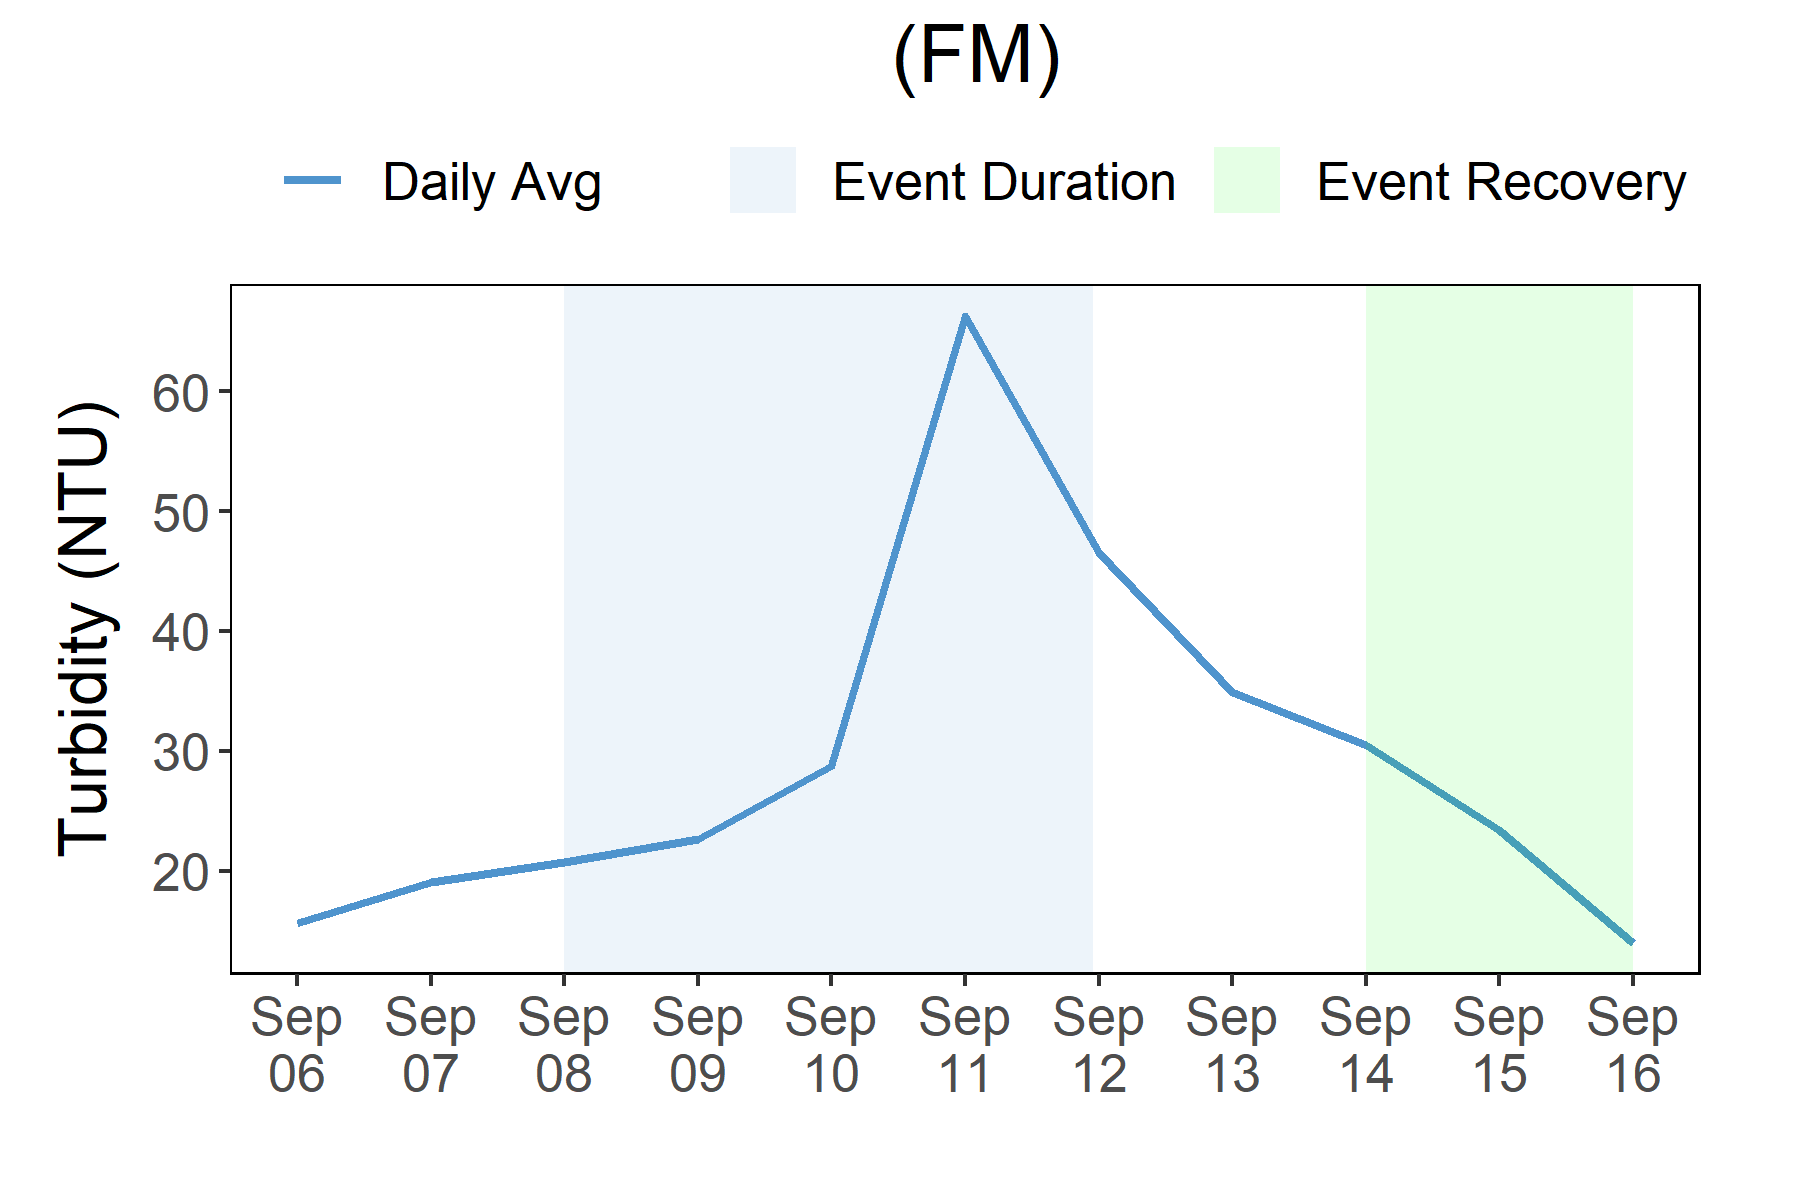 (FM)
Daily Avg Event Duration Event Recovery
Turbidity (NTU)
60
50
40
30
20
Sep Sep Sep Sep Sep Sep Sep Sep Sep Sep Sep
06 07 08 09 10 11 12 13 14 15 16